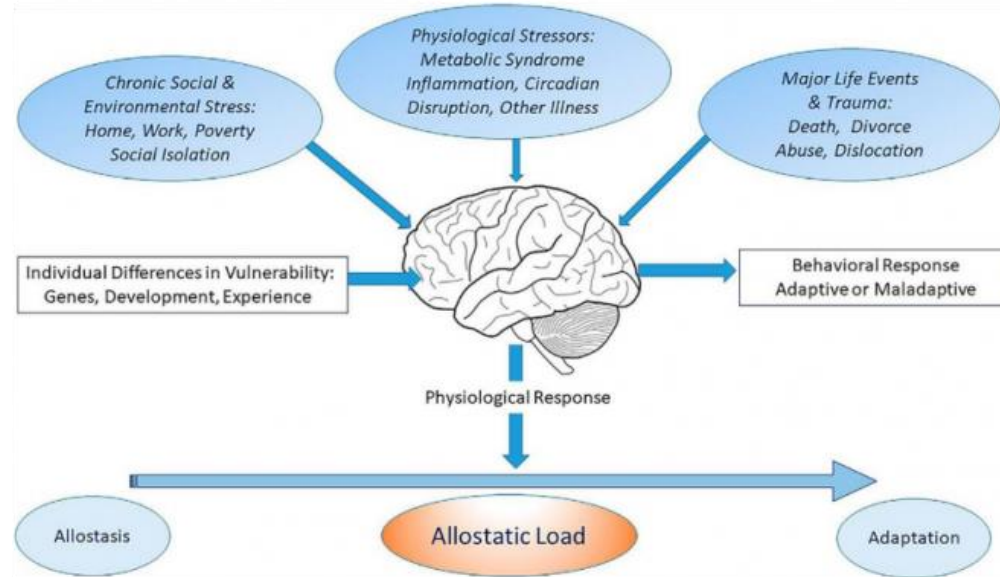 Chronic Social &
Environmental Stress:
Home, Work, Poverty
Social Isolation
Physiological Stressors:
Metabolic Syndrome
Inflammation, Circadian
Disruption, Other Illness
Major Life Events
& Trauma:
Death, Divorce
Abuse, Dislocation
Individual Differences in Vulnerability:
Genes, Development, Experience
Behavioral Response
Adaptive or Maladaptive
Physiological Response
Allostasis
Allostatic Load
Adaptation